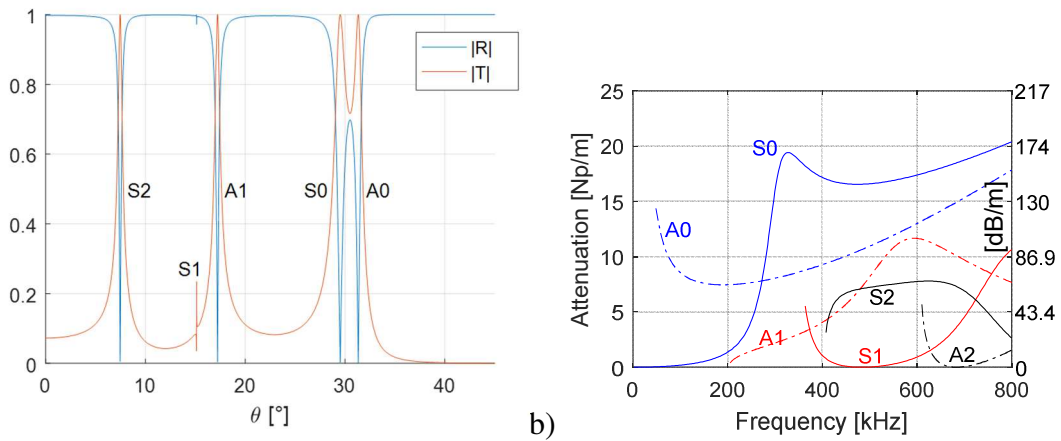 1
0.8
0.6
0.4
0.2
0
|R|
|T|
S2
A1
S0
A0
S1
0 10 20 30 40
θ [°]
b)
25
20
15
10
5
0
Attenuation [Np/m]
217
174
130
86.9
43.4
0
[dB/m]
S0
A0
A1
S2
S1
A2
0 200 400 600 800
Frequency [kHz]